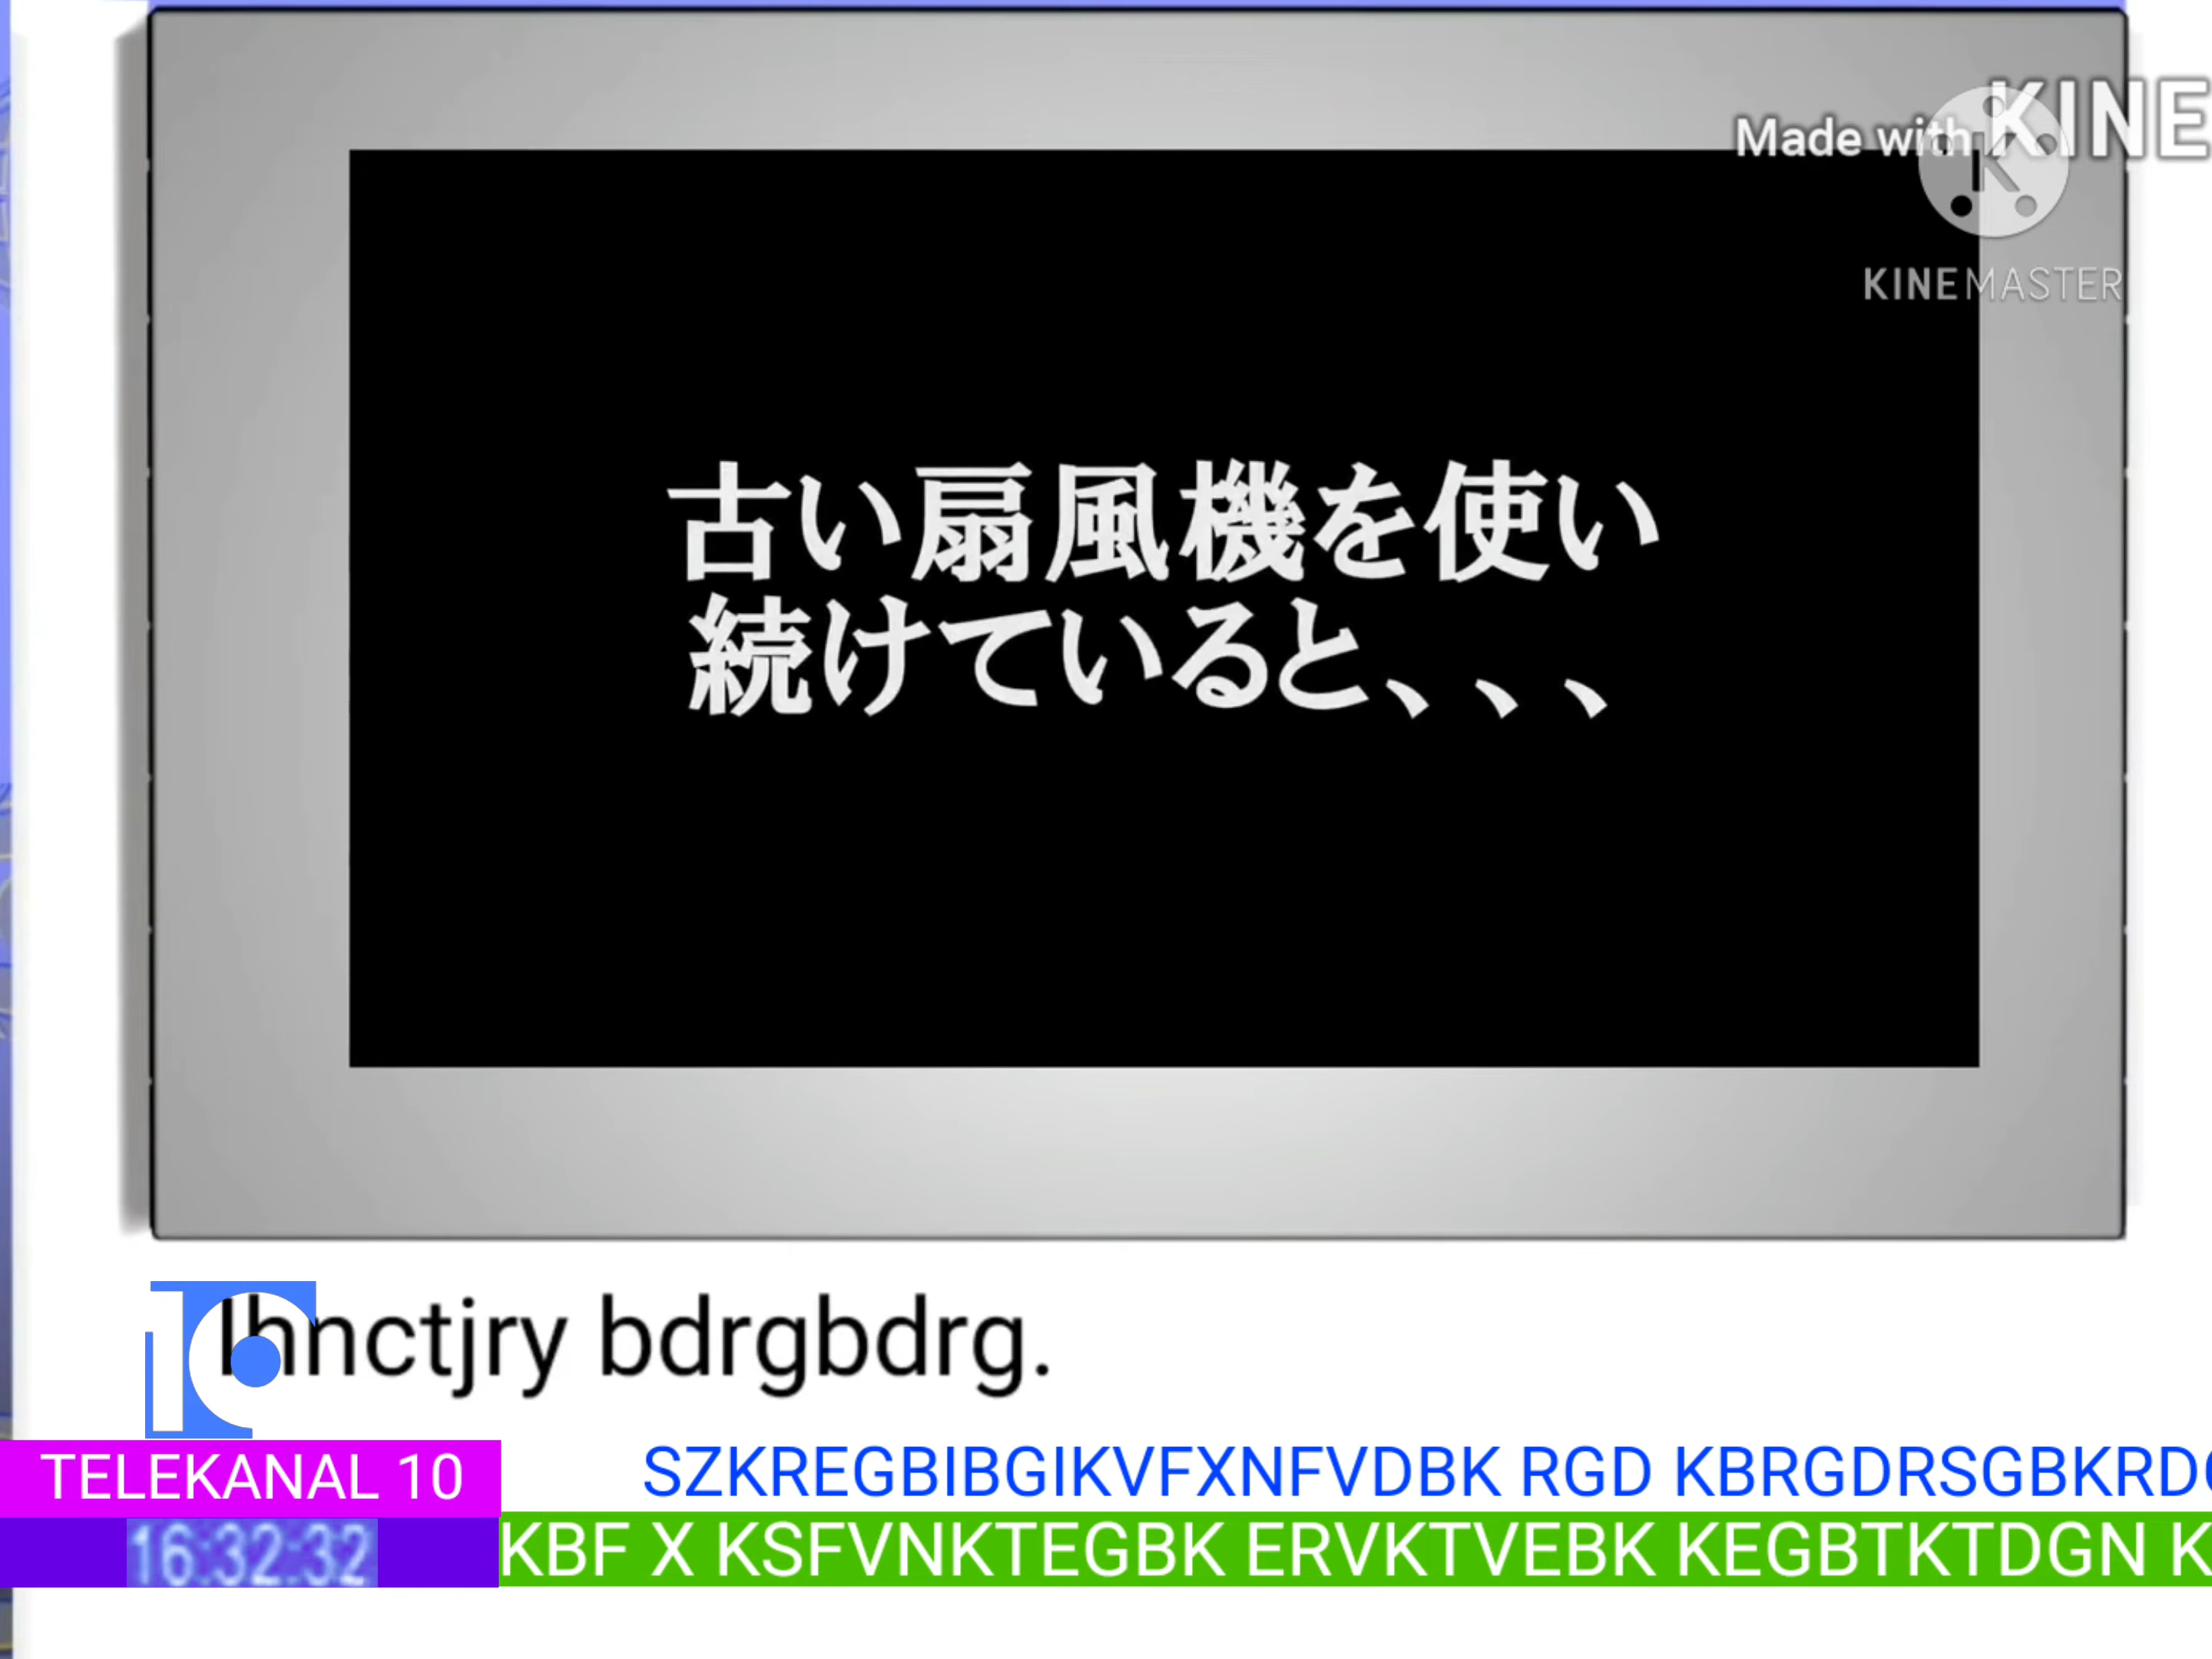 Made with KINE
KINEMASTER
古い扇風機を使い
続けていると、、、
lhnctjry bdrgbdrg.
TELEKANAL 10
SZKREGBIBGIKVFXNFVDBK RGD KBRGDRSGBKRD
16:32:32
KBF X KSFVNKTEGBK ERVKTVEBK KEGBTKTDGN K